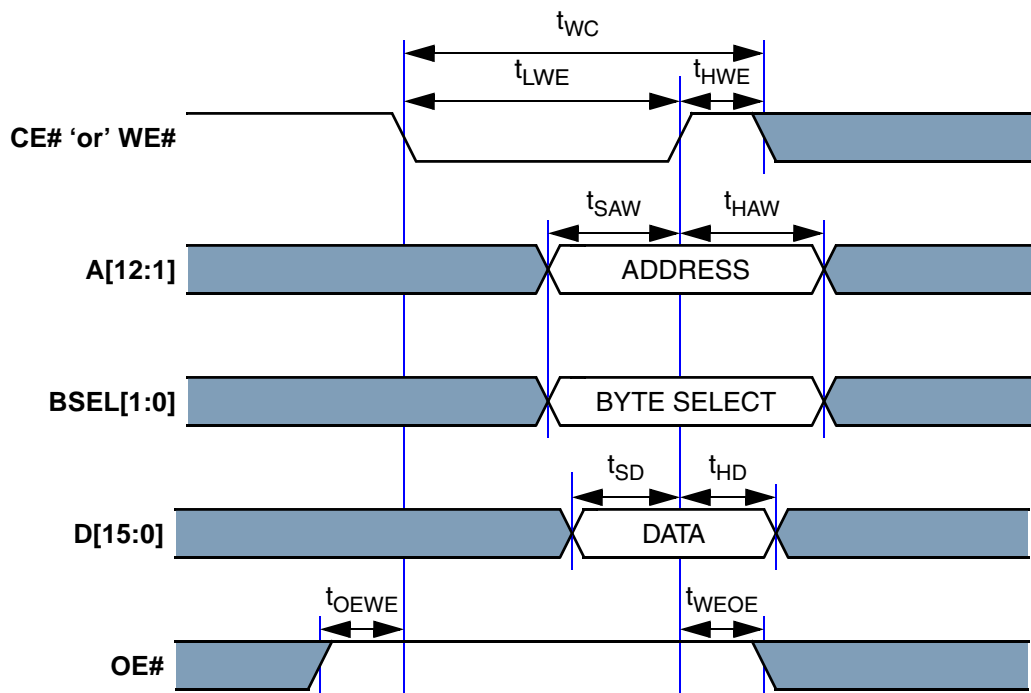 tWC
tLWE tHWE
CE# ‘or’ WE#
tSAW tHAW
A[12:1] ADDRESS
BSEL[1:0] BYTE SELECT
tSD tHD
D[15:0] DATA
tOEWE tWEOE
OE#